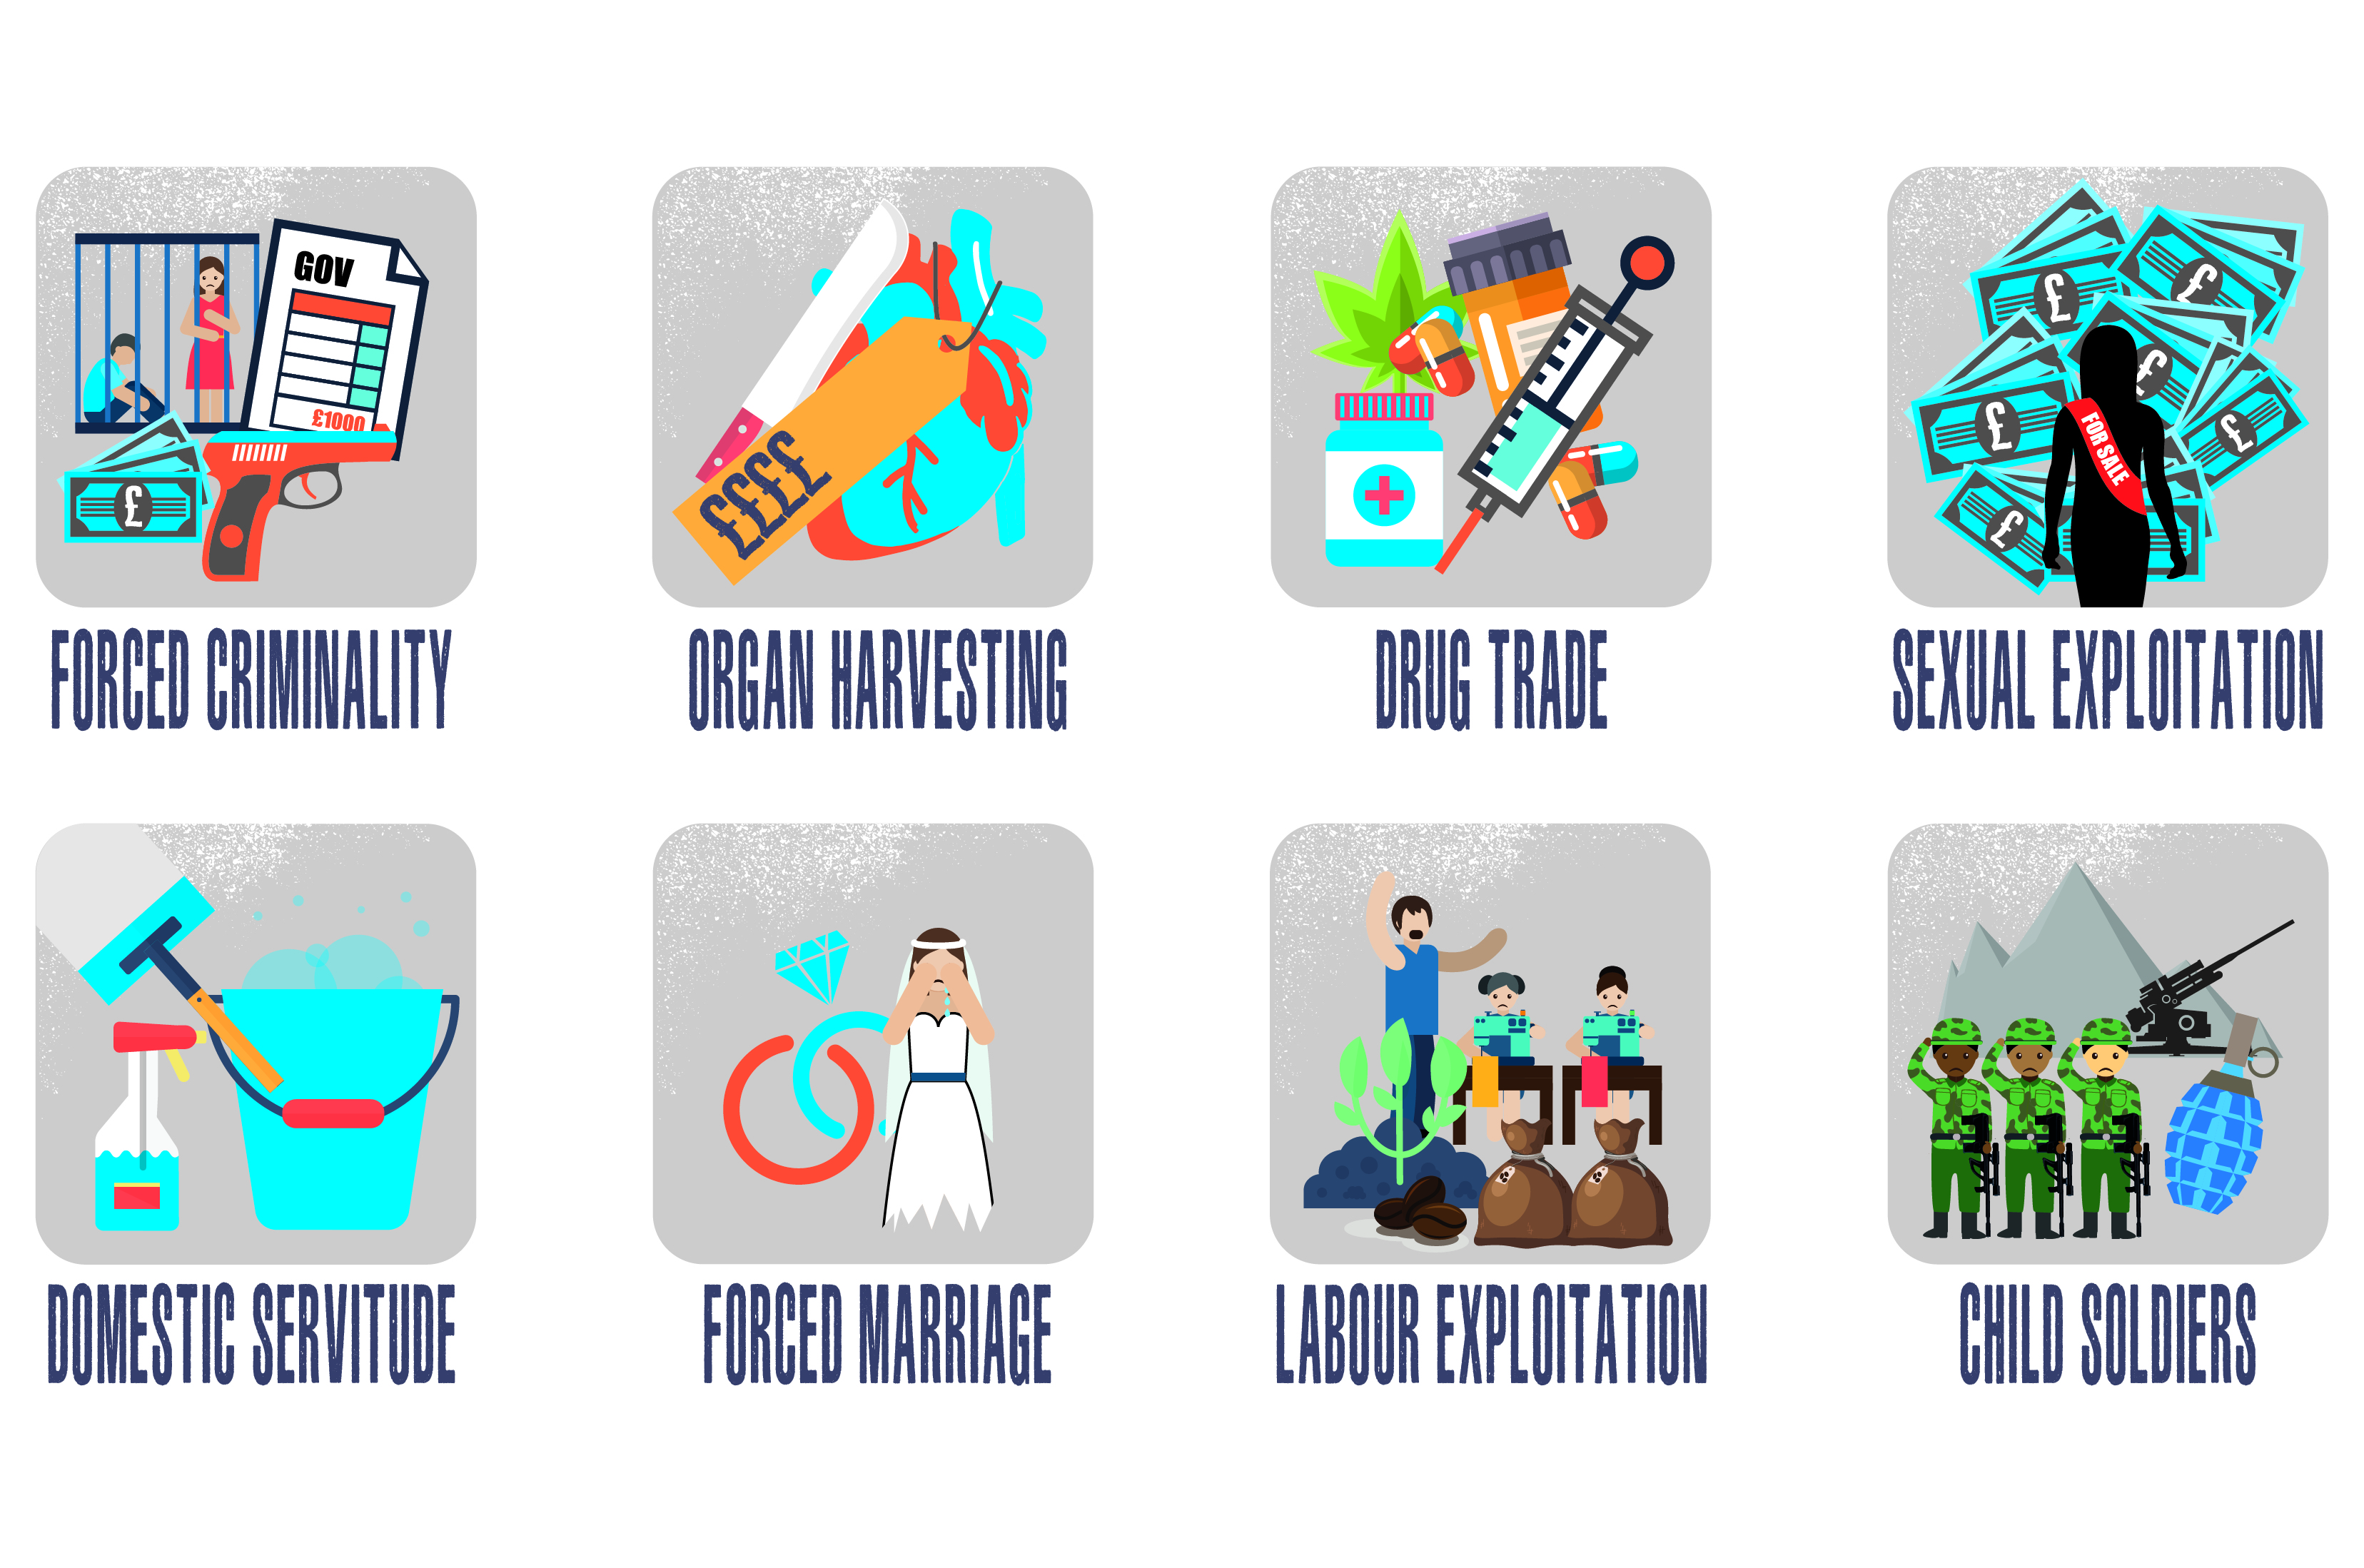 GOV
£1000
£
££££
£
£
£
£
£
£
FOR SALE
FORCED CRIMINALITY
ORGAN HARVESTING
DRUG TRADE
SEXUAL EXPLOITATION
DOMESTIC SERVITUDE
FORCED MARRIAGE
LABOUR EXPLOITATION
CHILD SOLDIERS